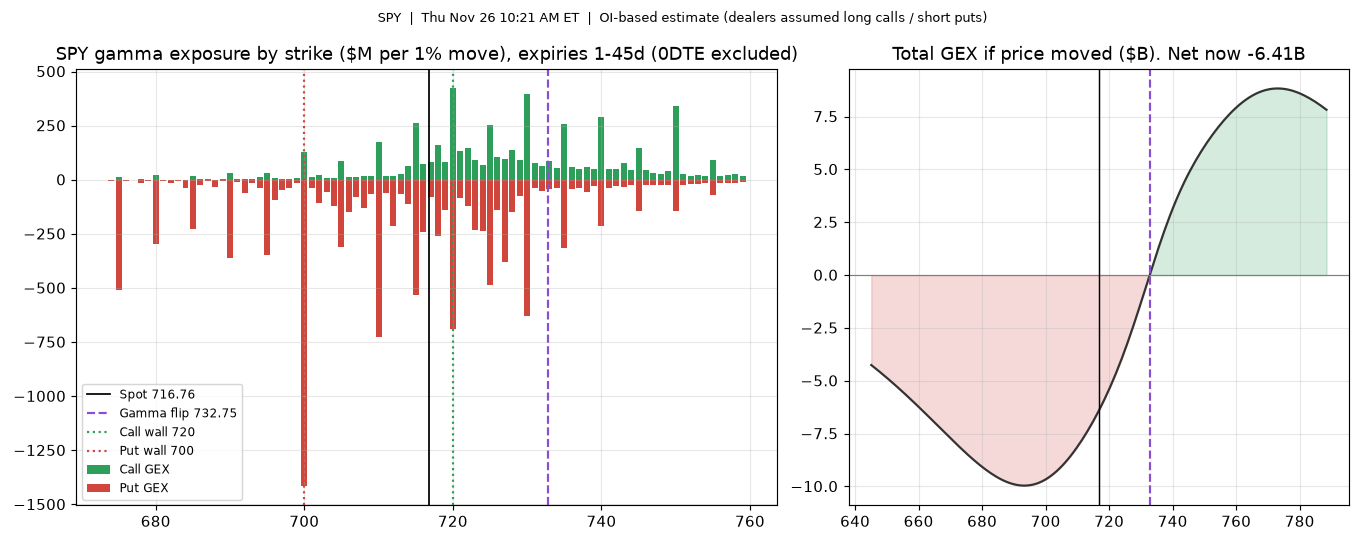 SPY | Thu Nov 26 10:21 AM ET | OI-based estimate (dealers assumed long calls / short puts)
SPY gamma exposure by strike ($M per 1% move), expiries 1-45d (0DTE excluded)
500
250
0
−250
−500
−750
−1000
−1250
−1500
Spot 716.76
Gamma flip 732.75
Call wall 720
Put wall 700
Call GEX
Put GEX
680 700 720 740 760
Total GEX if price moved ($B). Net now -6.41B
7.5
5.0
2.5
0.0
−2.5
−5.0
−7.5
−10.0
640 660 680 700 720 740 760 780